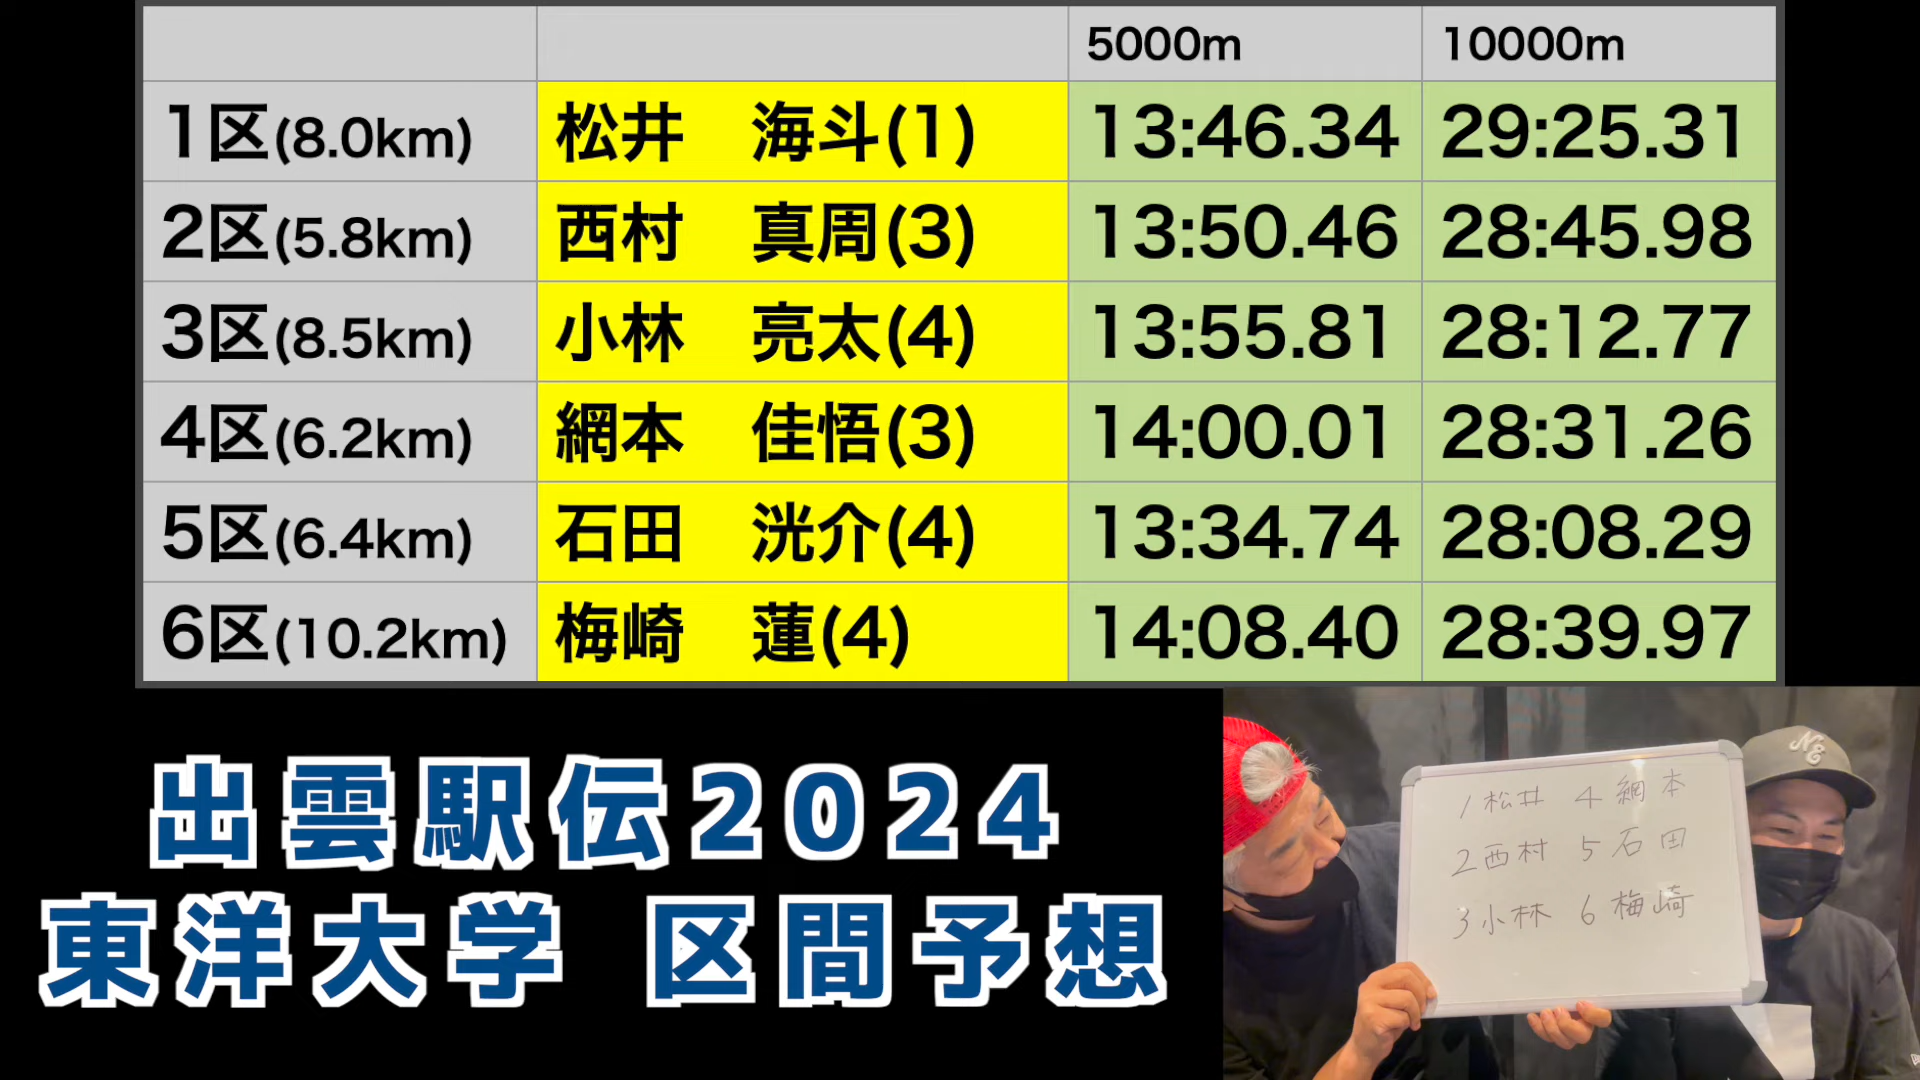 5000m 10000m
1区(8.0km) 松井 海斗(1) 13:46.34 29:25.31
2区(5.8km) 西村 真周(3) 13:50.46 28:45.98
3区(8.5km) 小林 亮太(4) 13:55.81 28:12.77
4区(6.2km) 網本 佳悟(3) 14:00.01 28:31.26
5区(6.4km) 石田 洸介(4) 13:34.74 28:08.29
6区(10.2km) 梅崎 蓮(4) 14:08.40 28:39.97
出雲駅伝2024
東洋大学 区間予想
1松井 4網本
2西村 5石田
3小林 6梅崎
NE